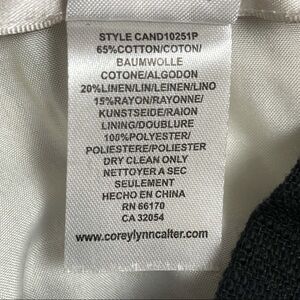 STYLE CAND10251P
65%COTTON/COTON/
BAUMWOLLE
COTONE/ALGODON
20%LINEN/LIN/LEINEN/LINO
15%RAYON/RAYONNE/
KUNSTSEIDE/RAION
LINING/DOUBLURE
100%POLYESTER/
POLIESTERE/POLIESTER
DRY CLEAN ONLY
NETTOYER A SEC
SEULEMENT
HECHO EN CHINA
RN 66170
CA 32054
www.coreylynncalter.com